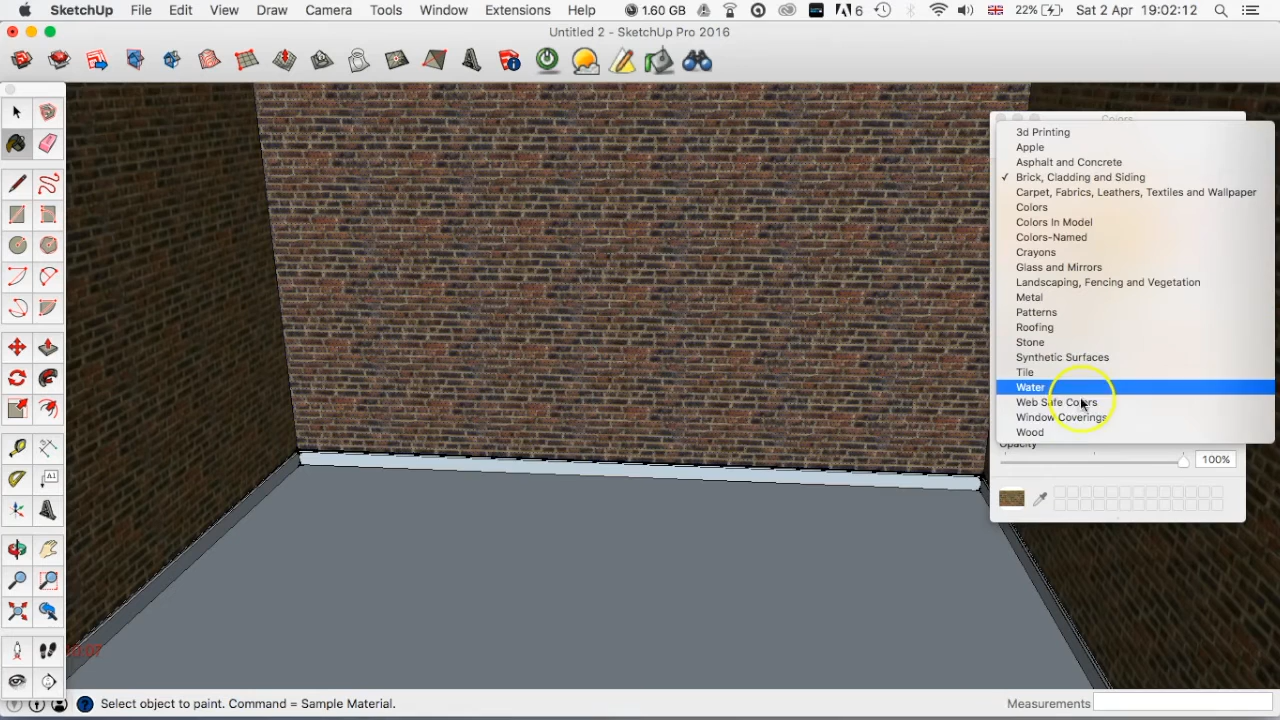 SketchUp File Edit View Draw Camera Tools Window Extensions Help 1.60 GB 6 22% Sat 2 Apr 19:02:12
Untitled 2 - SketchUp Pro 2016
3d Printing
Apple
Asphalt and Concrete
✓ Brick, Cladding and Siding
Carpet, Fabrics, Leathers, Textiles and Wallpaper
Colors
Colors In Model
Colors-Named
Crayons
Glass and Mirrors
Landscaping, Fencing and Vegetation
Metal
Patterns
Roofing
Stone
Synthetic Surfaces
Tile
Water
Web Safe Colors
Window Coverings
Wood
Opacity
100%
A1
Select object to paint. Command = Sample Material.
Measurements